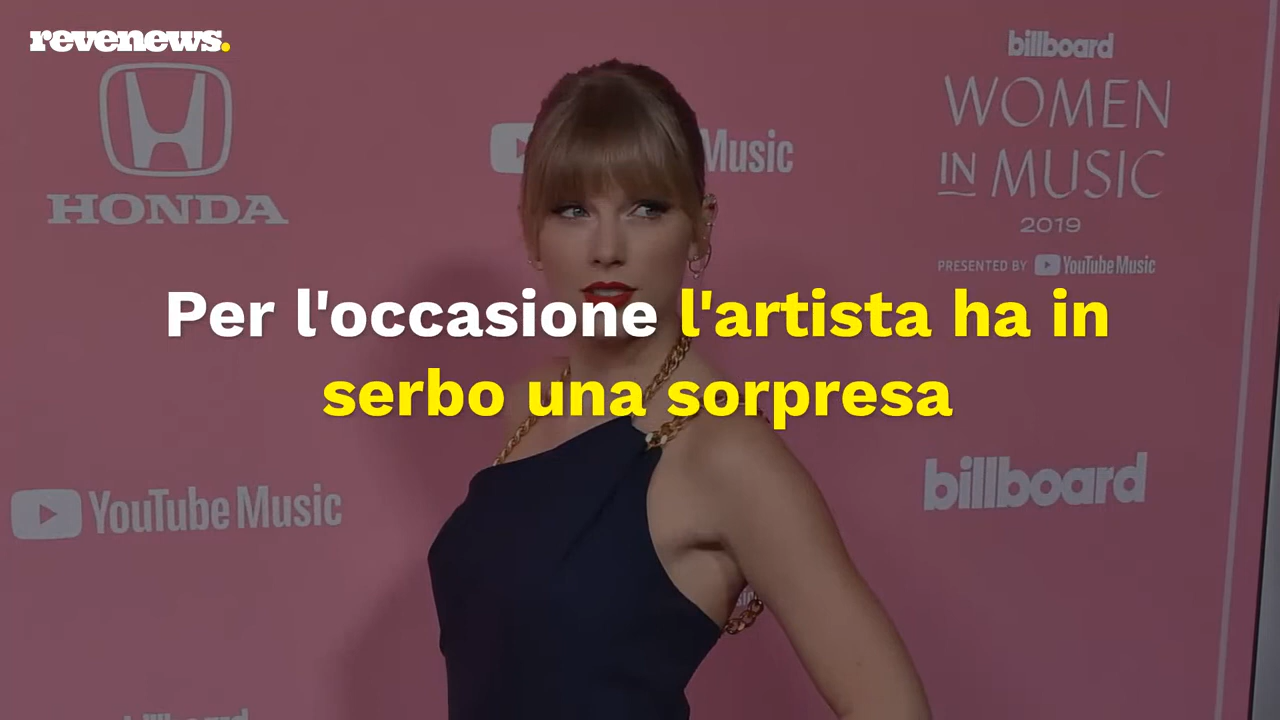 revenews.
billboard
WOMEN
IN MUSIC
2019
PRESENTED BY YouTube Music
HONDA
Music
Per l'occasione l'artista ha in
serbo una sorpresa
YouTube Music
billboard
billboard